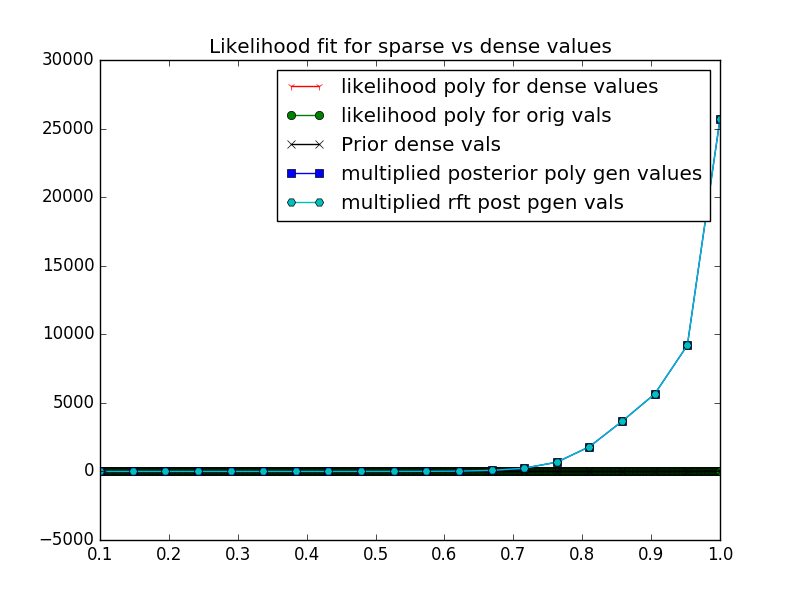 Likelihood fit for sparse vs dense values
30000
25000
20000
15000
10000
5000
0
−5000
likelihood poly for dense values
likelihood poly for orig vals
Prior dense vals
multiplied posterior poly gen values
multiplied rft post pgen vals
0.1 0.2 0.3 0.4 0.5 0.6 0.7 0.8 0.9 1.0